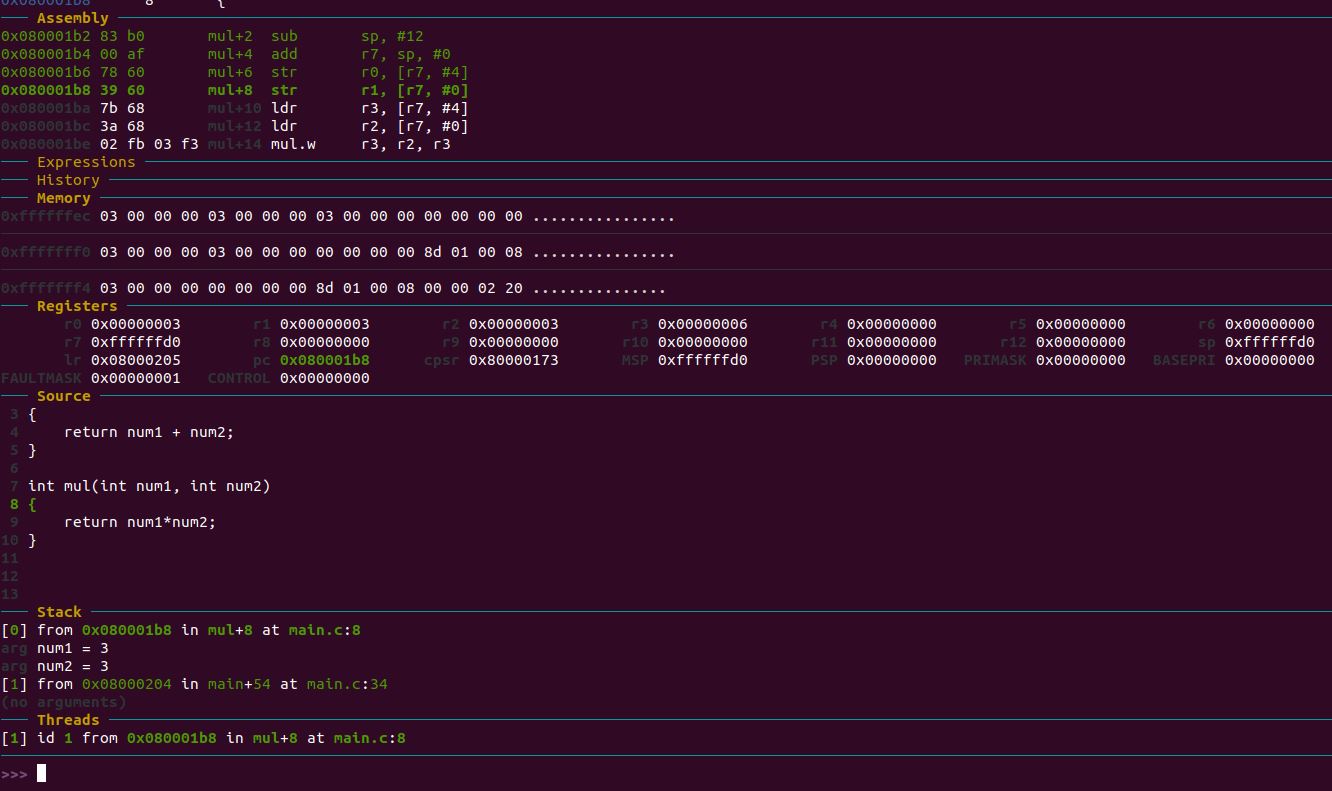 0x080001b8 8 {
Assembly
0x080001b2 83 b0 mul+2 sub sp, #12
0x080001b4 00 af mul+4 add r7, sp, #0
0x080001b6 78 60 mul+6 str r0, [r7, #4]
0x080001b8 39 60 mul+8 str r1, [r7, #0]
0x080001ba 7b 68 mul+10 ldr r3, [r7, #4]
0x080001bc 3a 68 mul+12 ldr r2, [r7, #0]
0x080001be 02 fb 03 f3 mul+14 mul.w r3, r2, r3
Expressions
History
Memory
0xffffffec 03 00 00 00 03 00 00 00 03 00 00 00 00 00 00 00 ................
0xfffffff0 03 00 00 00 03 00 00 00 00 00 00 00 8d 01 00 08 ................
0xfffffff4 03 00 00 00 00 00 00 00 8d 01 00 08 00 00 02 20 ............... 
Registers
r0 0x00000003 r1 0x00000003 r2 0x00000003 r3 0x00000006 r4 0x00000000 r5 0x00000000 r6 0x00000000
r7 0xffffffd0 r8 0x00000000 r9 0x00000000 r10 0x00000000 r11 0x00000000 r12 0x00000000 sp 0xffffffd0
lr 0x08000205 pc 0x080001b8 cpsr 0x80000173 MSP 0xffffffd0 PSP 0x00000000 PRIMASK 0x00000000 BASEPRI 0x00000000
FAULTMASK 0x00000001 CONTROL 0x00000000
Source
3 {
4 return num1 + num2;
5 }
6
7 int mul(int num1, int num2)
8 {
9 return num1*num2;
10 }
11
12
13
Stack
[0] from 0x080001b8 in mul+8 at main.c:8
arg num1 = 3
arg num2 = 3
[1] from 0x08000204 in main+54 at main.c:34
(no arguments)
Threads
[1] id 1 from 0x080001b8 in mul+8 at main.c:8
>>>